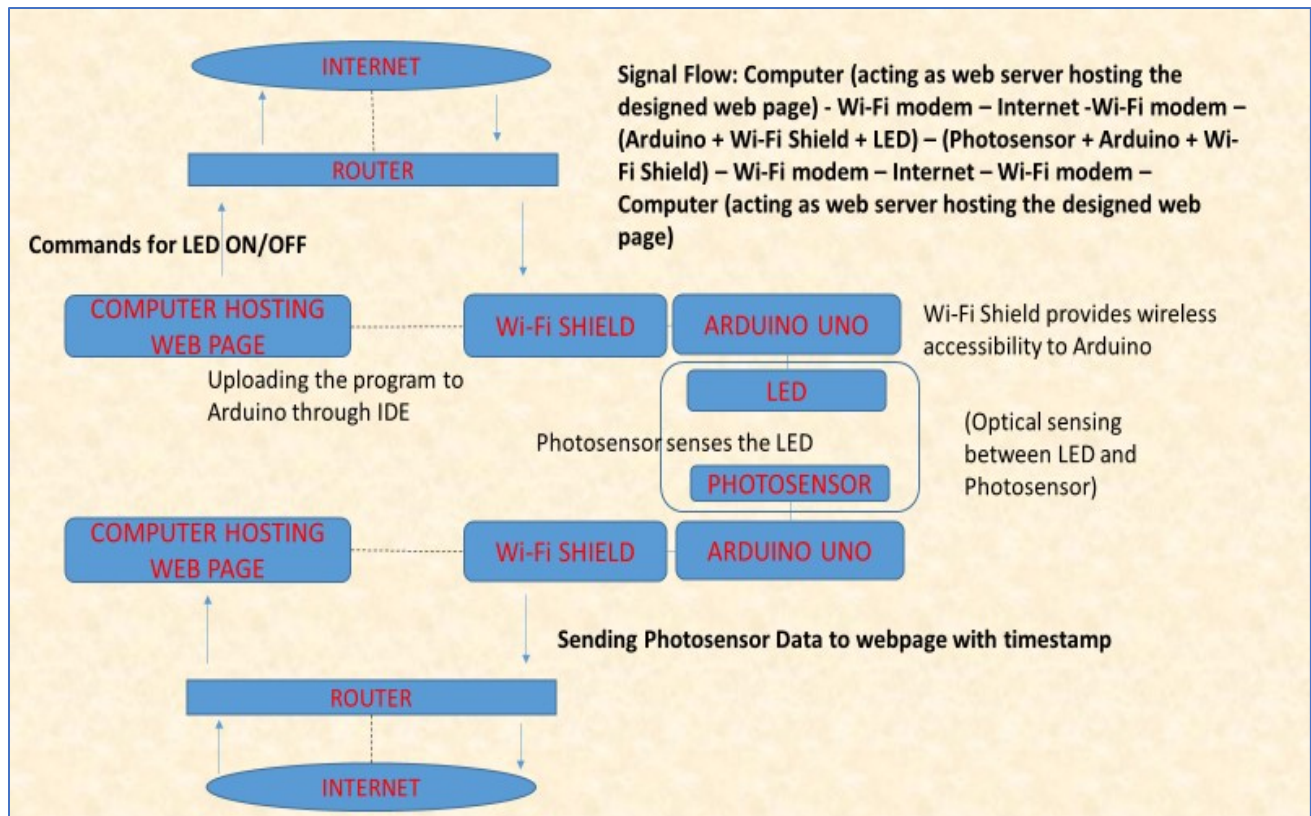 INTERNET
Signal Flow: Computer (acting as web server hosting the
designed web page) - Wi-Fi modem – Internet -Wi-Fi modem –
(Arduino + Wi-Fi Shield + LED) – (Photosensor + Arduino + Wi-
Fi Shield) – Wi-Fi modem – Internet – Wi-Fi modem –
Computer (acting as web server hosting the designed web
page)
ROUTER
Commands for LED ON/OFF
COMPUTER HOSTING
WEB PAGE
Wi-Fi SHIELD
ARDUINO UNO
Wi-Fi Shield provides wireless
accessibility to Arduino
Uploading the program to
Arduino through IDE
LED
Photosensor senses the LED
(Optical sensing
between LED and
Photosensor)
PHOTOSENSOR
COMPUTER HOSTING
WEB PAGE
Wi-Fi SHIELD
ARDUINO UNO
Sending Photosensor Data to webpage with timestamp
ROUTER
INTERNET